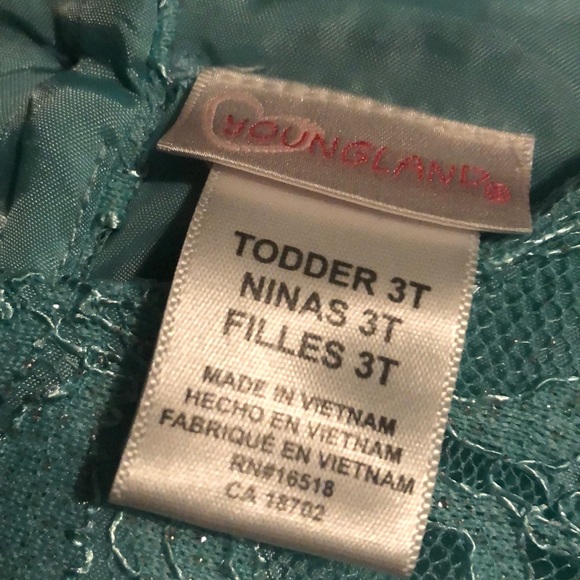 YOUNGLAND®
TODDER 3T
NINAS 3T
FILLES 3T
MADE IN VIETNAM
HECHO EN VIETNAM
FABRIQUÉ EN VIETNAM
RN#16518
CA 18702